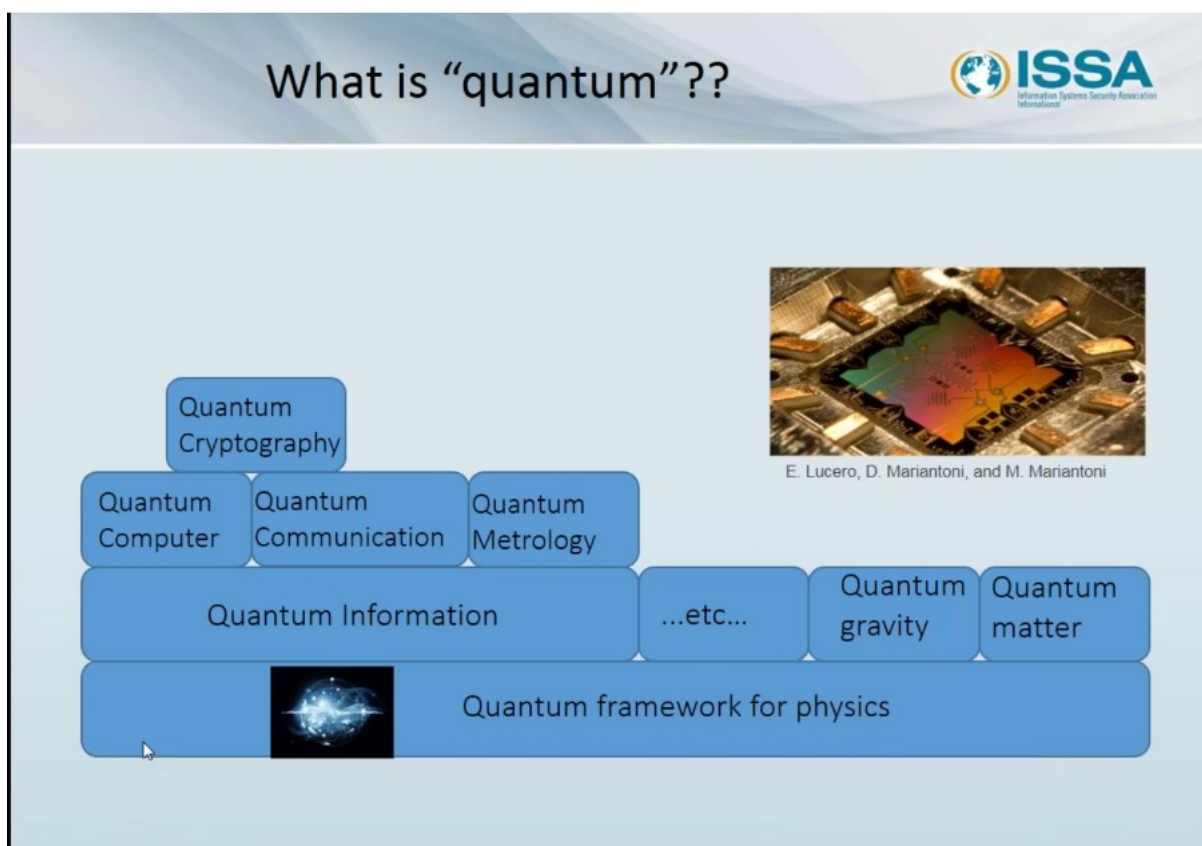 What is "quantum"??
ISSA
Information Systems Security Association
International
E. Lucero, D. Mariantoni, and M. Mariantoni
Quantum
Cryptography
Quantum
Computer
Quantum
Communication
Quantum
Metrology
Quantum Information
...etc...
Quantum
gravity
Quantum
matter
Quantum framework for physics